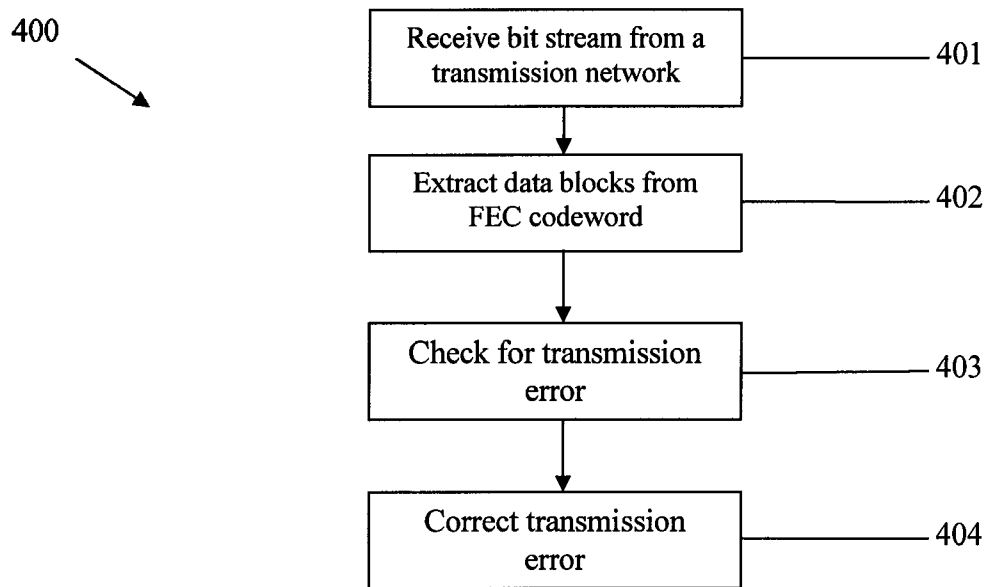 400
Receive bit stream from a
transmission network
401
Extract data blocks from
FEC codeword
402
Check for transmission
error
403
Correct transmission
error
404